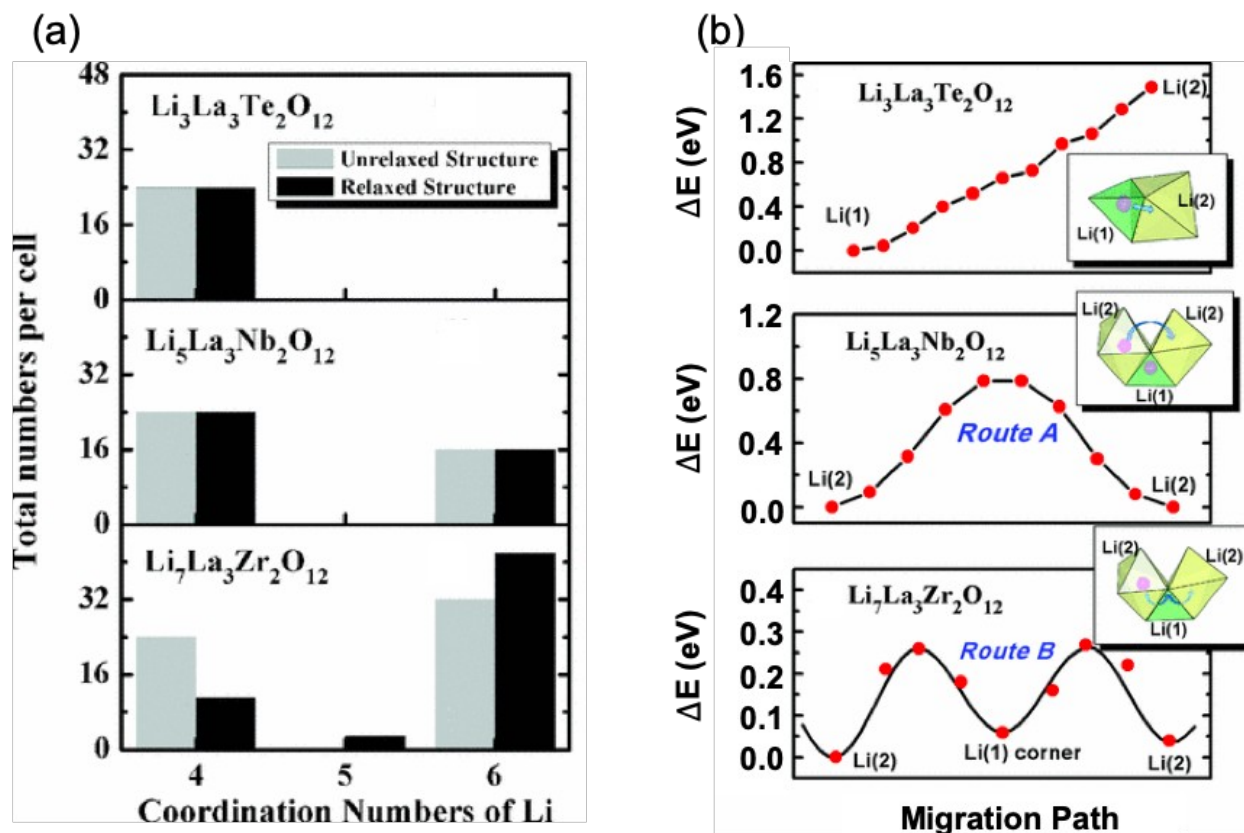 (a)
48
32
16
0
Li₃La₃Te₂O₁₂
Unrelaxed Structure
Relaxed Structure
32
16
0
Li₅La₃Nb₂O₁₂
32
16
0
Li₇La₃Zr₂O₁₂
4 5 6
Total numbers per cell
Coordination Numbers of Li
(b)
1.6
1.2
0.8
0.4
0.0
ΔE (eV)
Li₃La₃Te₂O₁₂
Li(2)
Li(1)
Li(2)
Li(1)
1.2
0.8
0.4
0.0
ΔE (eV)
Li₅La₃Nb₂O₁₂
Li(2)
Li(2)
Li(1)
Route A
Li(2)
Li(2)
0.4
0.3
0.2
0.1
0.0
ΔE (eV)
Li₇La₃Zr₂O₁₂
Li(2)
Li(2)
Li(1)
Route B
Li(2)
Li(1) corner
Li(2)
Migration Path